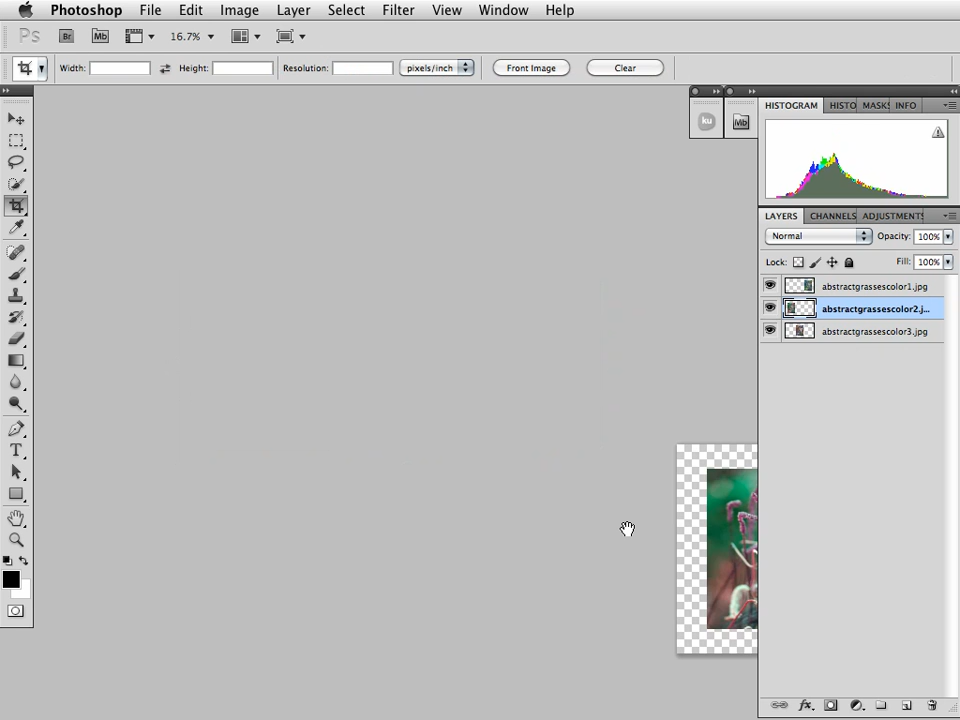 Photoshop File Edit Image Layer Select Filter View Window Help
Ps Br Mb 16.7%
Width: Height: Resolution: pixels/inch Front Image Clear
ku Mb
HISTOGRAM HISTO MASKS INFO
LAYERS CHANNELS ADJUSTMENTS
Normal Opacity: 100%
Lock: Fill: 100%
abstractgrassescolor1.jpg
abstractgrassescolor2.j...
abstractgrassescolor3.jpg
T
fx